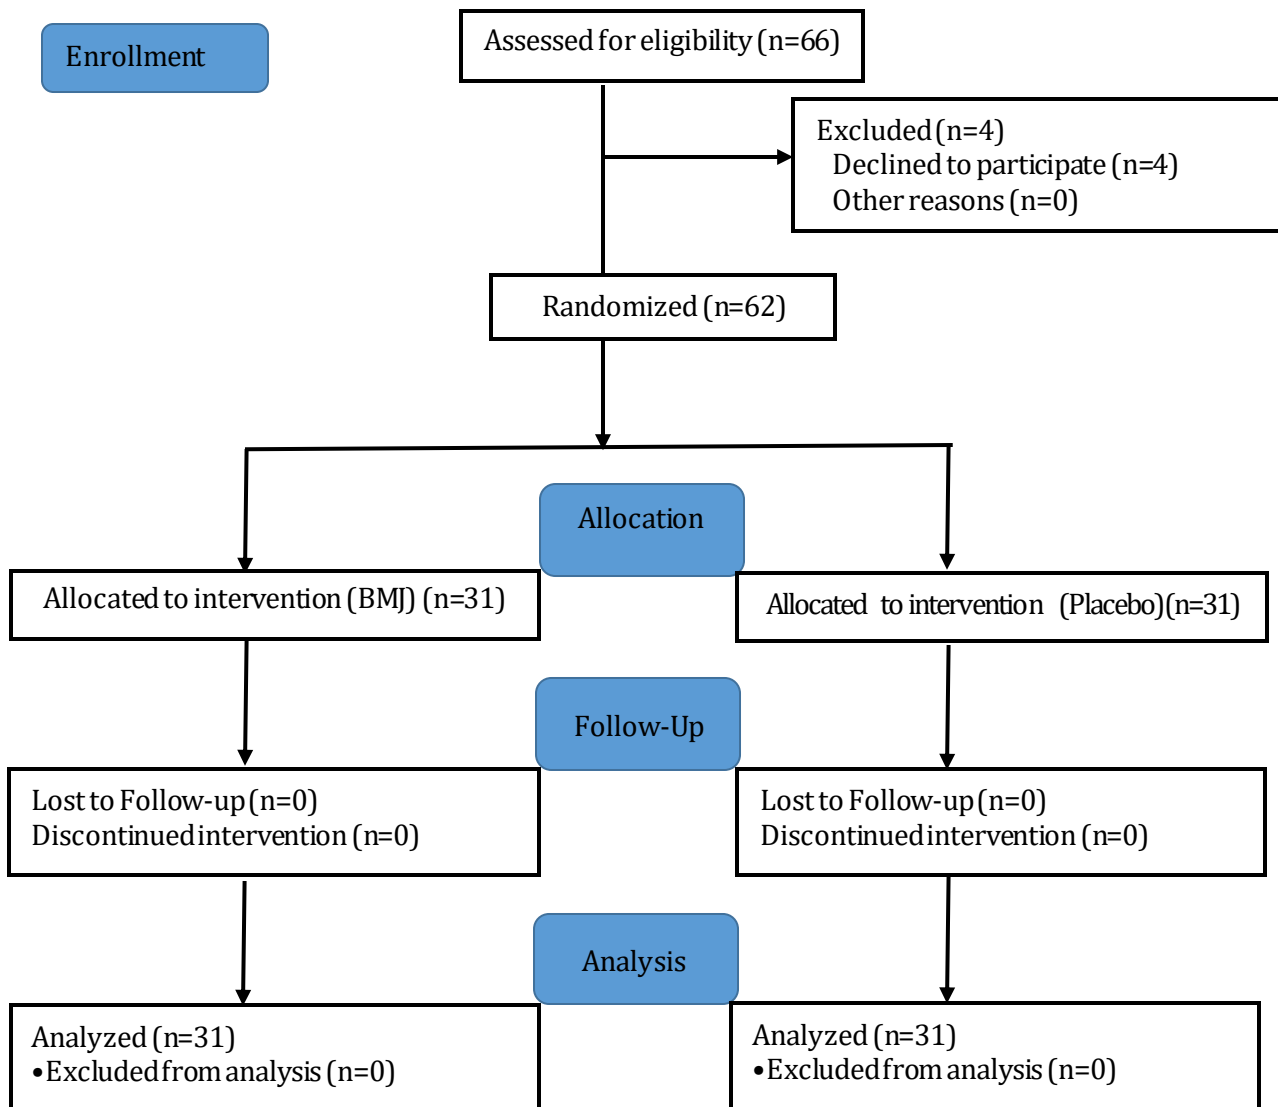 Enrollment
Assessed for eligibility (n=66)
Excluded (n=4)
Declined to participate (n=4)
Other reasons (n=0)
Randomized (n=62)
Allocation
Allocated to intervention (BMJ) (n=31)
Allocated to intervention (Placebo)(n=31)
Follow-Up
Lost to Follow-up (n=0)
Discontinued intervention (n=0)
Lost to Follow-up (n=0)
Discontinued intervention (n=0)
Analysis
Analyzed (n=31)
•Excluded from analysis (n=0)
Analyzed (n=31)
•Excluded from analysis (n=0)